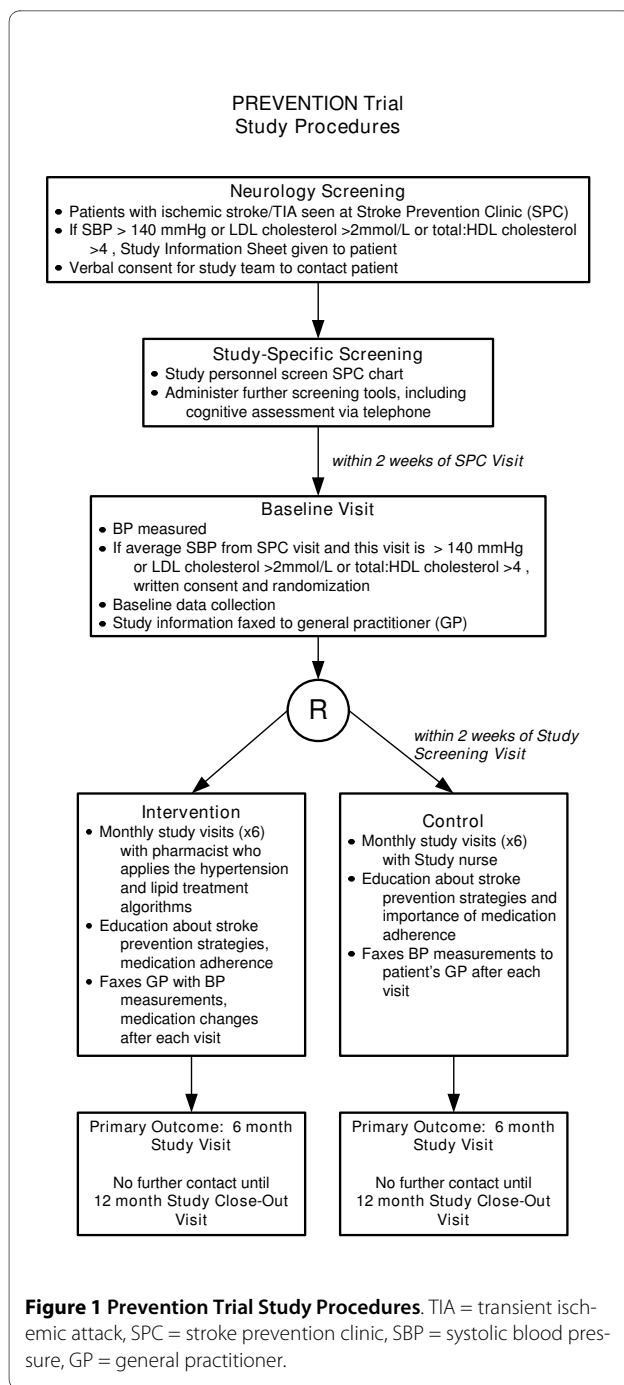 PREVENTION Trial
Study Procedures
Neurology Screening
• Patients with ischemic stroke/TIA seen at Stroke Prevention Clinic (SPC)
• If SBP > 140 mmHg or LDL cholesterol >2mmol/L or total:HDL cholesterol
>4 , Study Information Sheet given to patient
• Verbal consent for study team to contact patient
Study-Specific Screening
• Study personnel screen SPC chart
• Administer further screening tools, including
cognitive assessment via telephone
within 2 weeks of SPC Visit
Baseline Visit
• BP measured
• If average SBP from SPC visit and this visit is > 140 mmHg
or LDL cholesterol >2mmol/L or total:HDL cholesterol >4 ,
written consent and randomization
• Baseline data collection
• Study information faxed to general practitioner (GP)
R
within 2 weeks of Study
Screening Visit
Intervention
• Monthly study visits (x6)
with pharmacist who
applies the hypertension
and lipid treatment
algorithms
• Education about stroke
prevention strategies,
medication adherence
• Faxes GP with BP
measurements,
medication changes
after each visit
Control
• Monthly study visits (x6)
with Study nurse
• Education about stroke
prevention strategies and
importance of medication
adherence
• Faxes BP measurements to
patient's GP after each
visit
Primary Outcome: 6 month
Study Visit
No further contact until
12 month Study Close-Out
Visit
Primary Outcome: 6 month
Study Visit
No further contact until
12 month Study Close-Out
Visit
Figure 1 Prevention Trial Study Procedures. TIA = transient isch-
emic attack, SPC = stroke prevention clinic, SBP = systolic blood pres-
sure, GP = general practitioner.